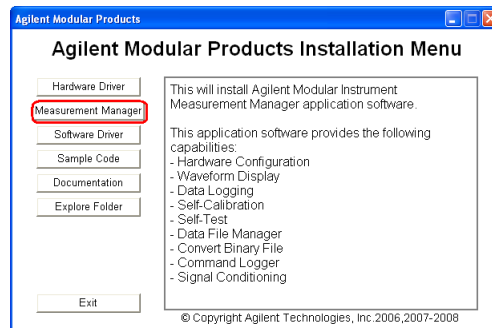 Agilent Modular Products
Agilent Modular Products Installation Menu
Hardware Driver
Measurement Manager
Software Driver
Sample Code
Documentation
Explore Folder
Exit
This will install Agilent Modular Instrument
Measurement Manager application software.
This application software provides the following
capabilities:
- Hardware Configuration
- Waveform Display
- Data Logging
- Self-Calibration
- Self-Test
- Data File Manager
- Convert Binary File
- Command Logger
- Signal Conditioning
© Copyright Agilent Technologies, Inc.2006,2007-2008